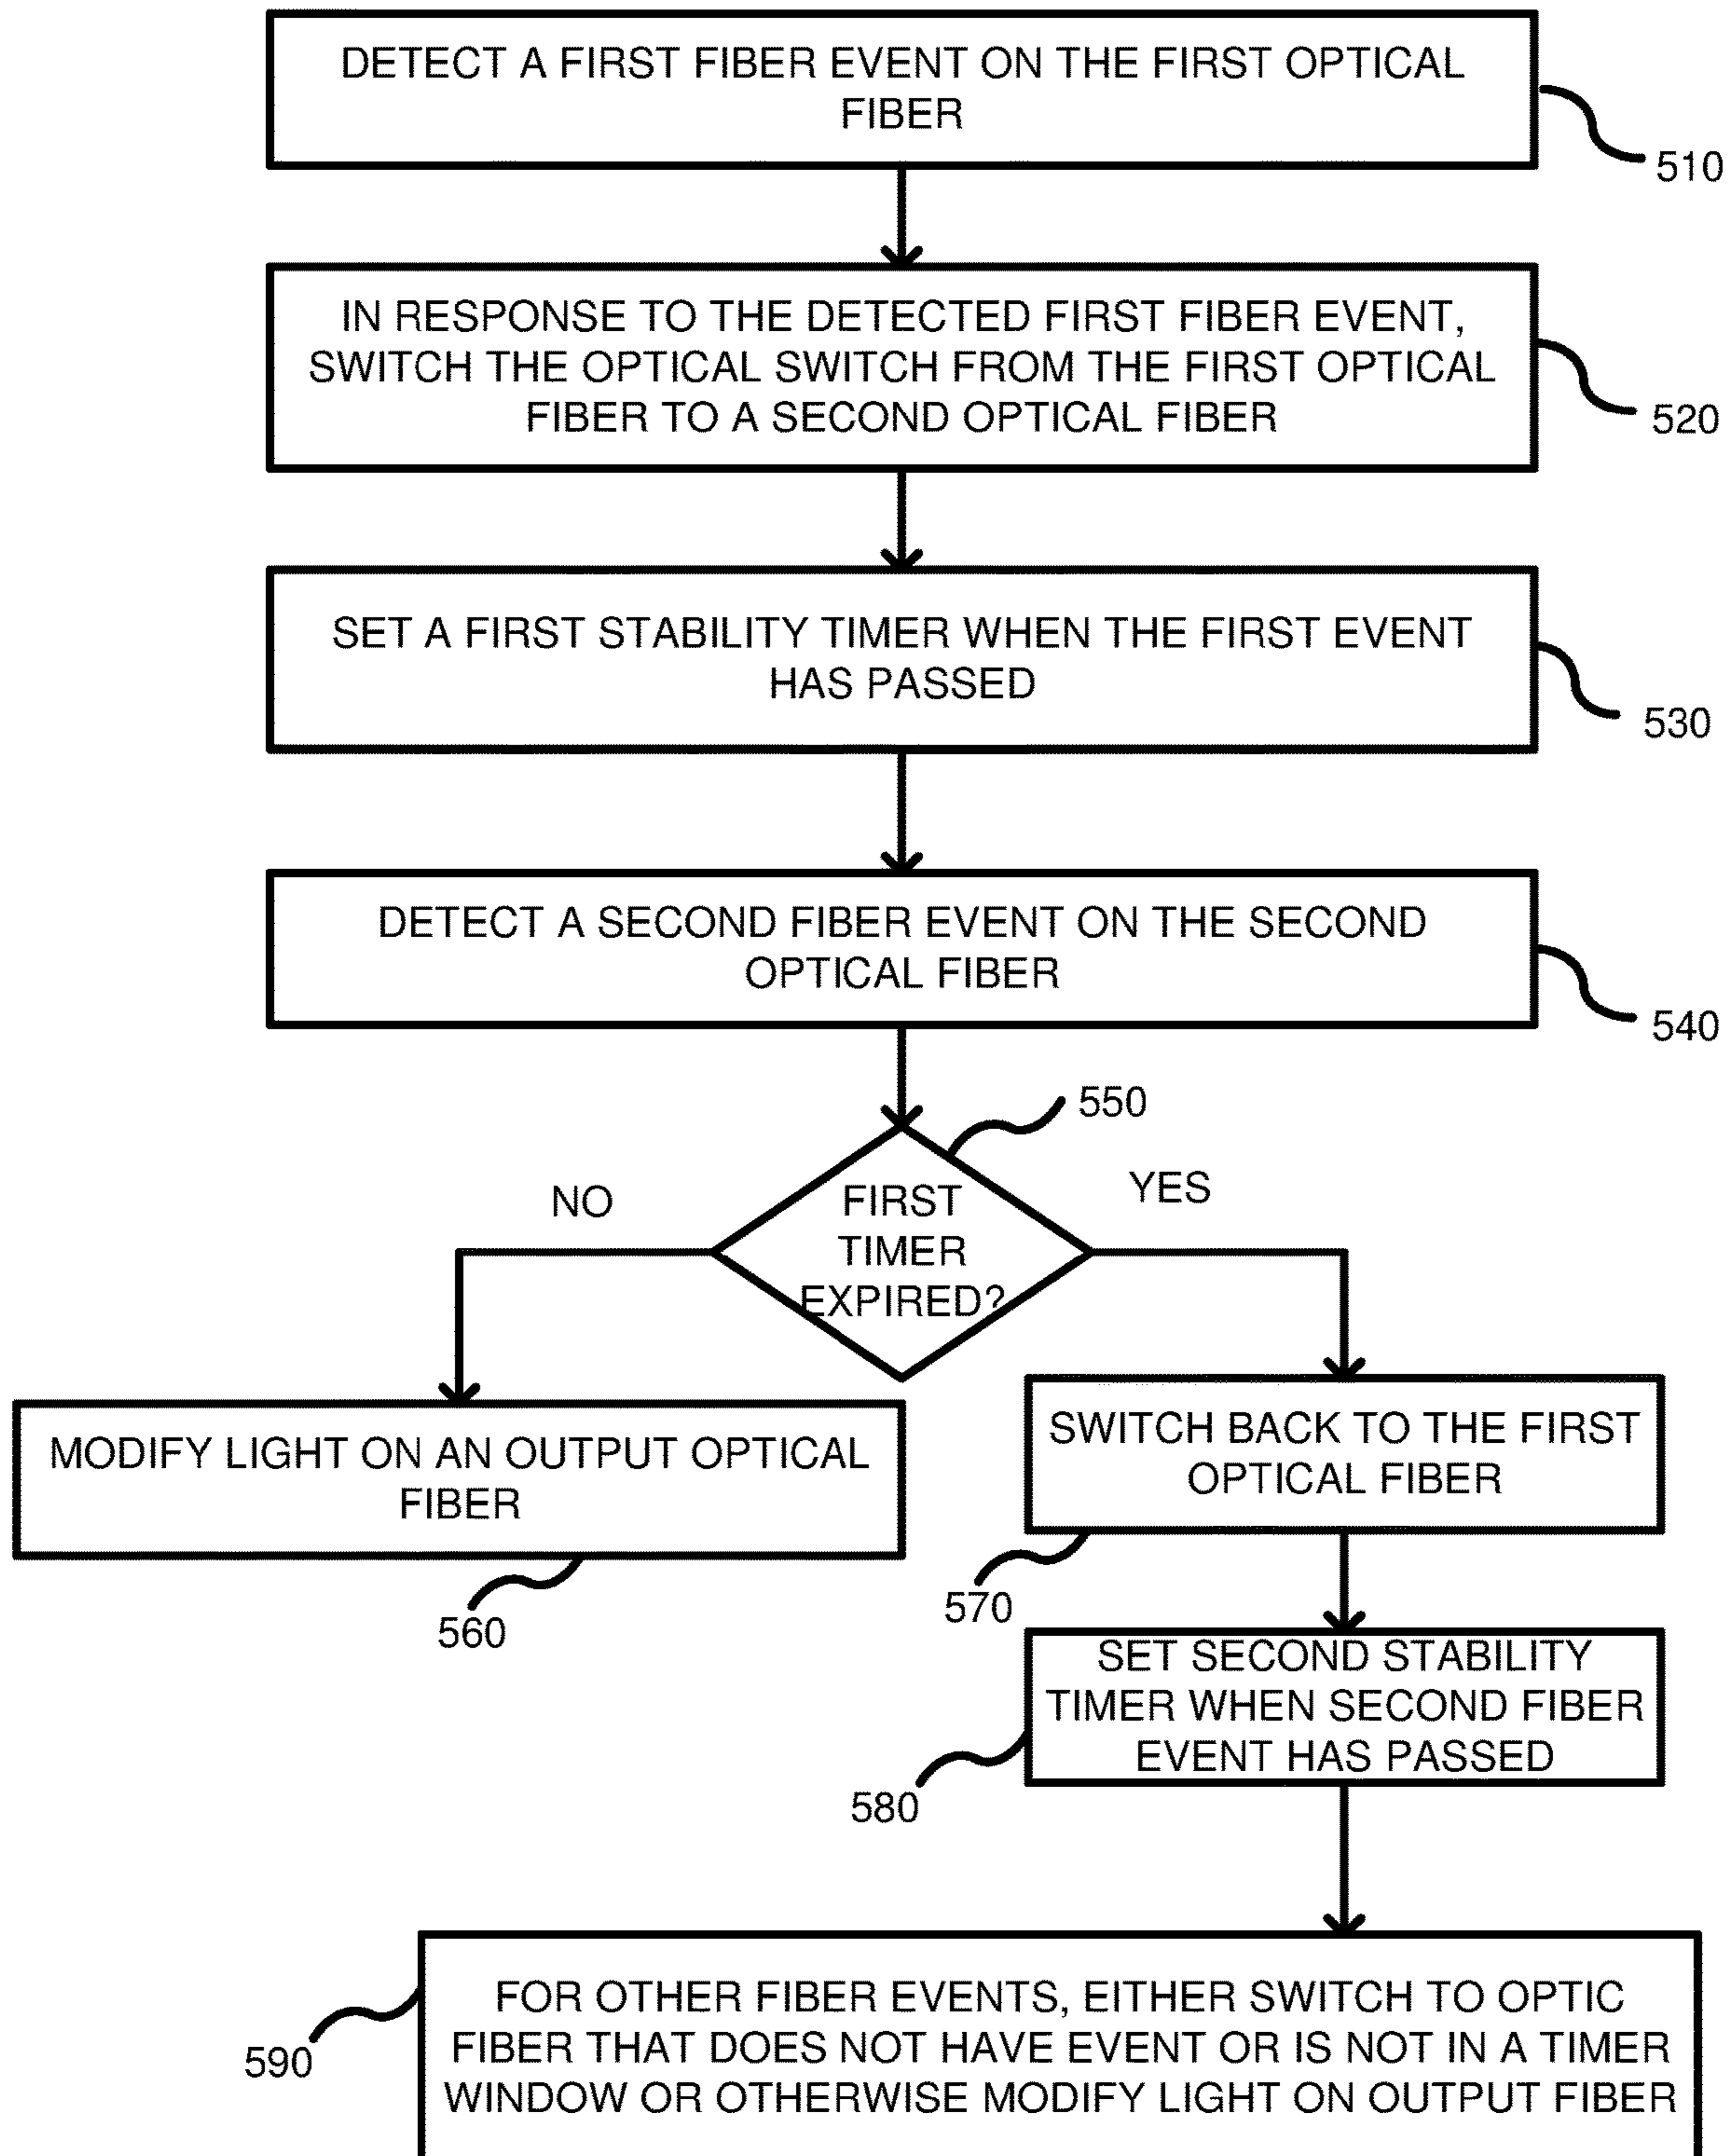 DETECT A FIRST FIBER EVENT ON THE FIRST OPTICAL
FIBER
510
IN RESPONSE TO THE DETECTED FIRST FIBER EVENT,
SWITCH THE OPTICAL SWITCH FROM THE FIRST OPTICAL
FIBER TO A SECOND OPTICAL FIBER
520
SET A FIRST STABILITY TIMER WHEN THE FIRST EVENT
HAS PASSED
530
DETECT A SECOND FIBER EVENT ON THE SECOND
OPTICAL FIBER
540
550
NO
YES
FIRST
TIMER
EXPIRED?
MODIFY LIGHT ON AN OUTPUT OPTICAL
FIBER
560
SWITCH BACK TO THE FIRST
OPTICAL FIBER
570
SET SECOND STABILITY
TIMER WHEN SECOND FIBER
EVENT HAS PASSED
580
FOR OTHER FIBER EVENTS, EITHER SWITCH TO OPTIC
FIBER THAT DOES NOT HAVE EVENT OR IS NOT IN A TIMER
WINDOW OR OTHERWISE MODIFY LIGHT ON OUTPUT FIBER
590